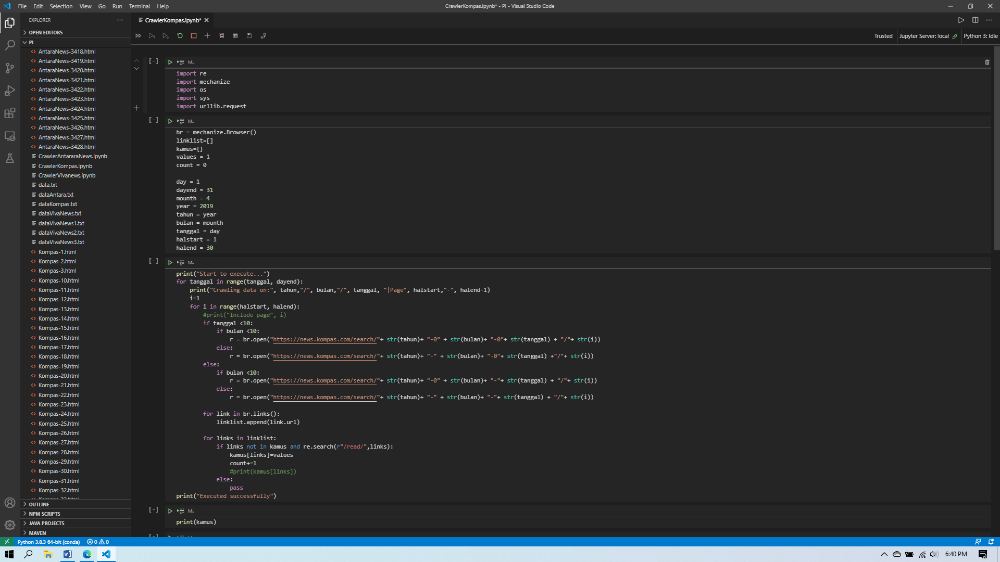 File Edit Selection View Go Run Terminal Help
CrawlerKompas.ipynb* - PI - Visual Studio Code
EXPLORER
OPEN EDITORS
PI
AntaraNews-3418.html
AntaraNews-3419.html
AntaraNews-3420.html
AntaraNews-3421.html
AntaraNews-3422.html
AntaraNews-3423.html
AntaraNews-3424.html
AntaraNews-3425.html
AntaraNews-3426.html
AntaraNews-3427.html
AntaraNews-3428.html
CrawlerAntararaNews.ipynb
CrawlerKompas.ipynb
CrawlerVivanews.ipynb
data.txt
dataAntara.txt
dataKompas.txt
dataVivaNews.txt
dataVivaNews1.txt
dataVivaNews2.txt
dataVivaNews3.txt
Kompas-1.html
Kompas-2.html
Kompas-3.html
Kompas-10.html
Kompas-11.html
Kompas-12.html
Kompas-13.html
Kompas-14.html
Kompas-15.html
Kompas-16.html
Kompas-17.html
Kompas-18.html
Kompas-19.html
Kompas-20.html
Kompas-21.html
Kompas-22.html
Kompas-23.html
Kompas-24.html
Kompas-25.html
Kompas-26.html
Kompas-27.html
Kompas-28.html
Kompas-29.html
Kompas-30.html
Kompas-31.html
Kompas-32.html
OUTLINE
NPM SCRIPTS
JAVA PROJECTS
MAVEN
CrawlerKompas.ipynb*
Trusted
Jupyter Server: local
Python 3: Idle
[-]
M↓
import re
import mechanize
import os
import sys
import urllib.request
[-]
M↓
br = mechanize.Browser()
linklist=[]
kamus={}
values = 1
count = 0
day = 1
dayend = 31
mounth = 4
year = 2019
tahun = year
bulan = mounth
tanggal = day
halstart = 1
halend = 30
[-]
M↓
print("Start to execute...")
for tanggal in range(tanggal, dayend):
    print("Crawling data on:", tahun,"/", bulan,"/", tanggal, "|Page", halstart,"-", halend-1)
    i=1
    for i in range(halstart, halend):
        #print("Include page", i)
        if tanggal <10:
            if bulan <10:
                r = br.open("https://news.kompas.com/search/"+ str(tahun)+ "-0" + str(bulan)+ "-0"+ str(tanggal) + "/"+ str(i))
            else:
                r = br.open("https://news.kompas.com/search/"+ str(tahun)+ "-" + str(bulan)+ "-0"+ str(tanggal) +"/"+ str(i))
        else:
            if bulan <10:
                r = br.open("https://news.kompas.com/search/"+ str(tahun)+ "-0" + str(bulan)+ "-"+ str(tanggal) + "/"+ str(i))
            else:
                r = br.open("https://news.kompas.com/search/"+ str(tahun)+ "-" + str(bulan)+ "-"+ str(tanggal) + "/"+ str(i))
        for link in br.links():
            linklist.append(link.url)
        for links in linklist:
            if links not in kamus and re.search(r"/read/",links):
                kamus[links]=values
                count+=1
                #print(kamus[links])
            else:
                pass
print("Executed successfully")
[-]
M↓
print(kamus)
Python 3.8.3 64-bit (conda)
0
0
6:40 PM